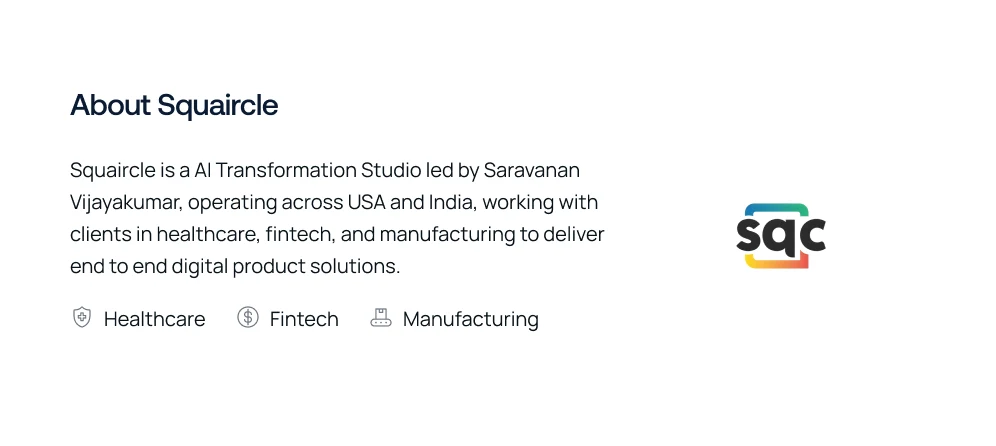 About Squaircle
Squaircle is a AI Transformation Studio led by Saravanan
Vijayakumar, operating across USA and India, working with
clients in healthcare, fintech, and manufacturing to deliver
end to end digital product solutions.
sqc
Healthcare
Fintech
Manufacturing